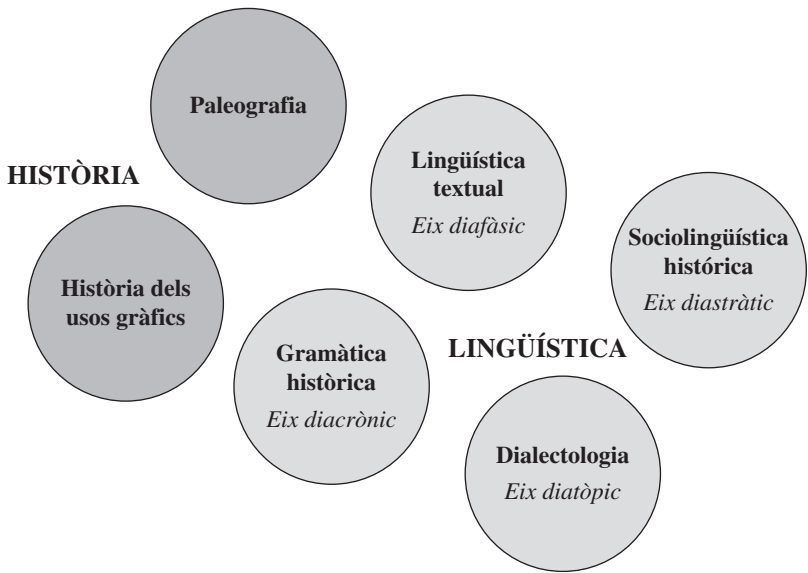 Paleografia
HISTÒRIA
Lingüística
textual
Eix diafàsic
Sociolingüística
histórica
Eix diastràtic
Història dels
usos gràfics
Gramàtica
històrica
Eix diacrònic
LINGÜÍSTICA
Dialectologia
Eix diatòpic